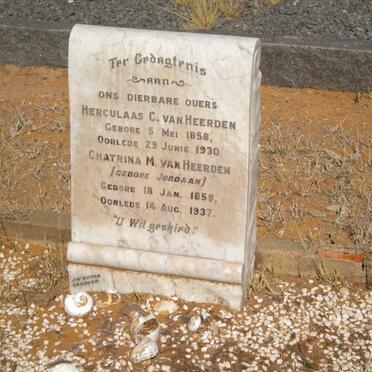 Ter Gedagtenis
AAN
ONS DIERBARE OUERS
HERCULAAS C. VAN HEERDEN
GEBORE 5 MEI 1858,
OORLEDE 29 JUNIE 1930
CHATRINA M. VAN HEERDEN
[GEBORE JORDAAN]
GEBORE 18 JAN. 1859,
OORLEDE 14 AUG. 1937.
"U Wil geskied."